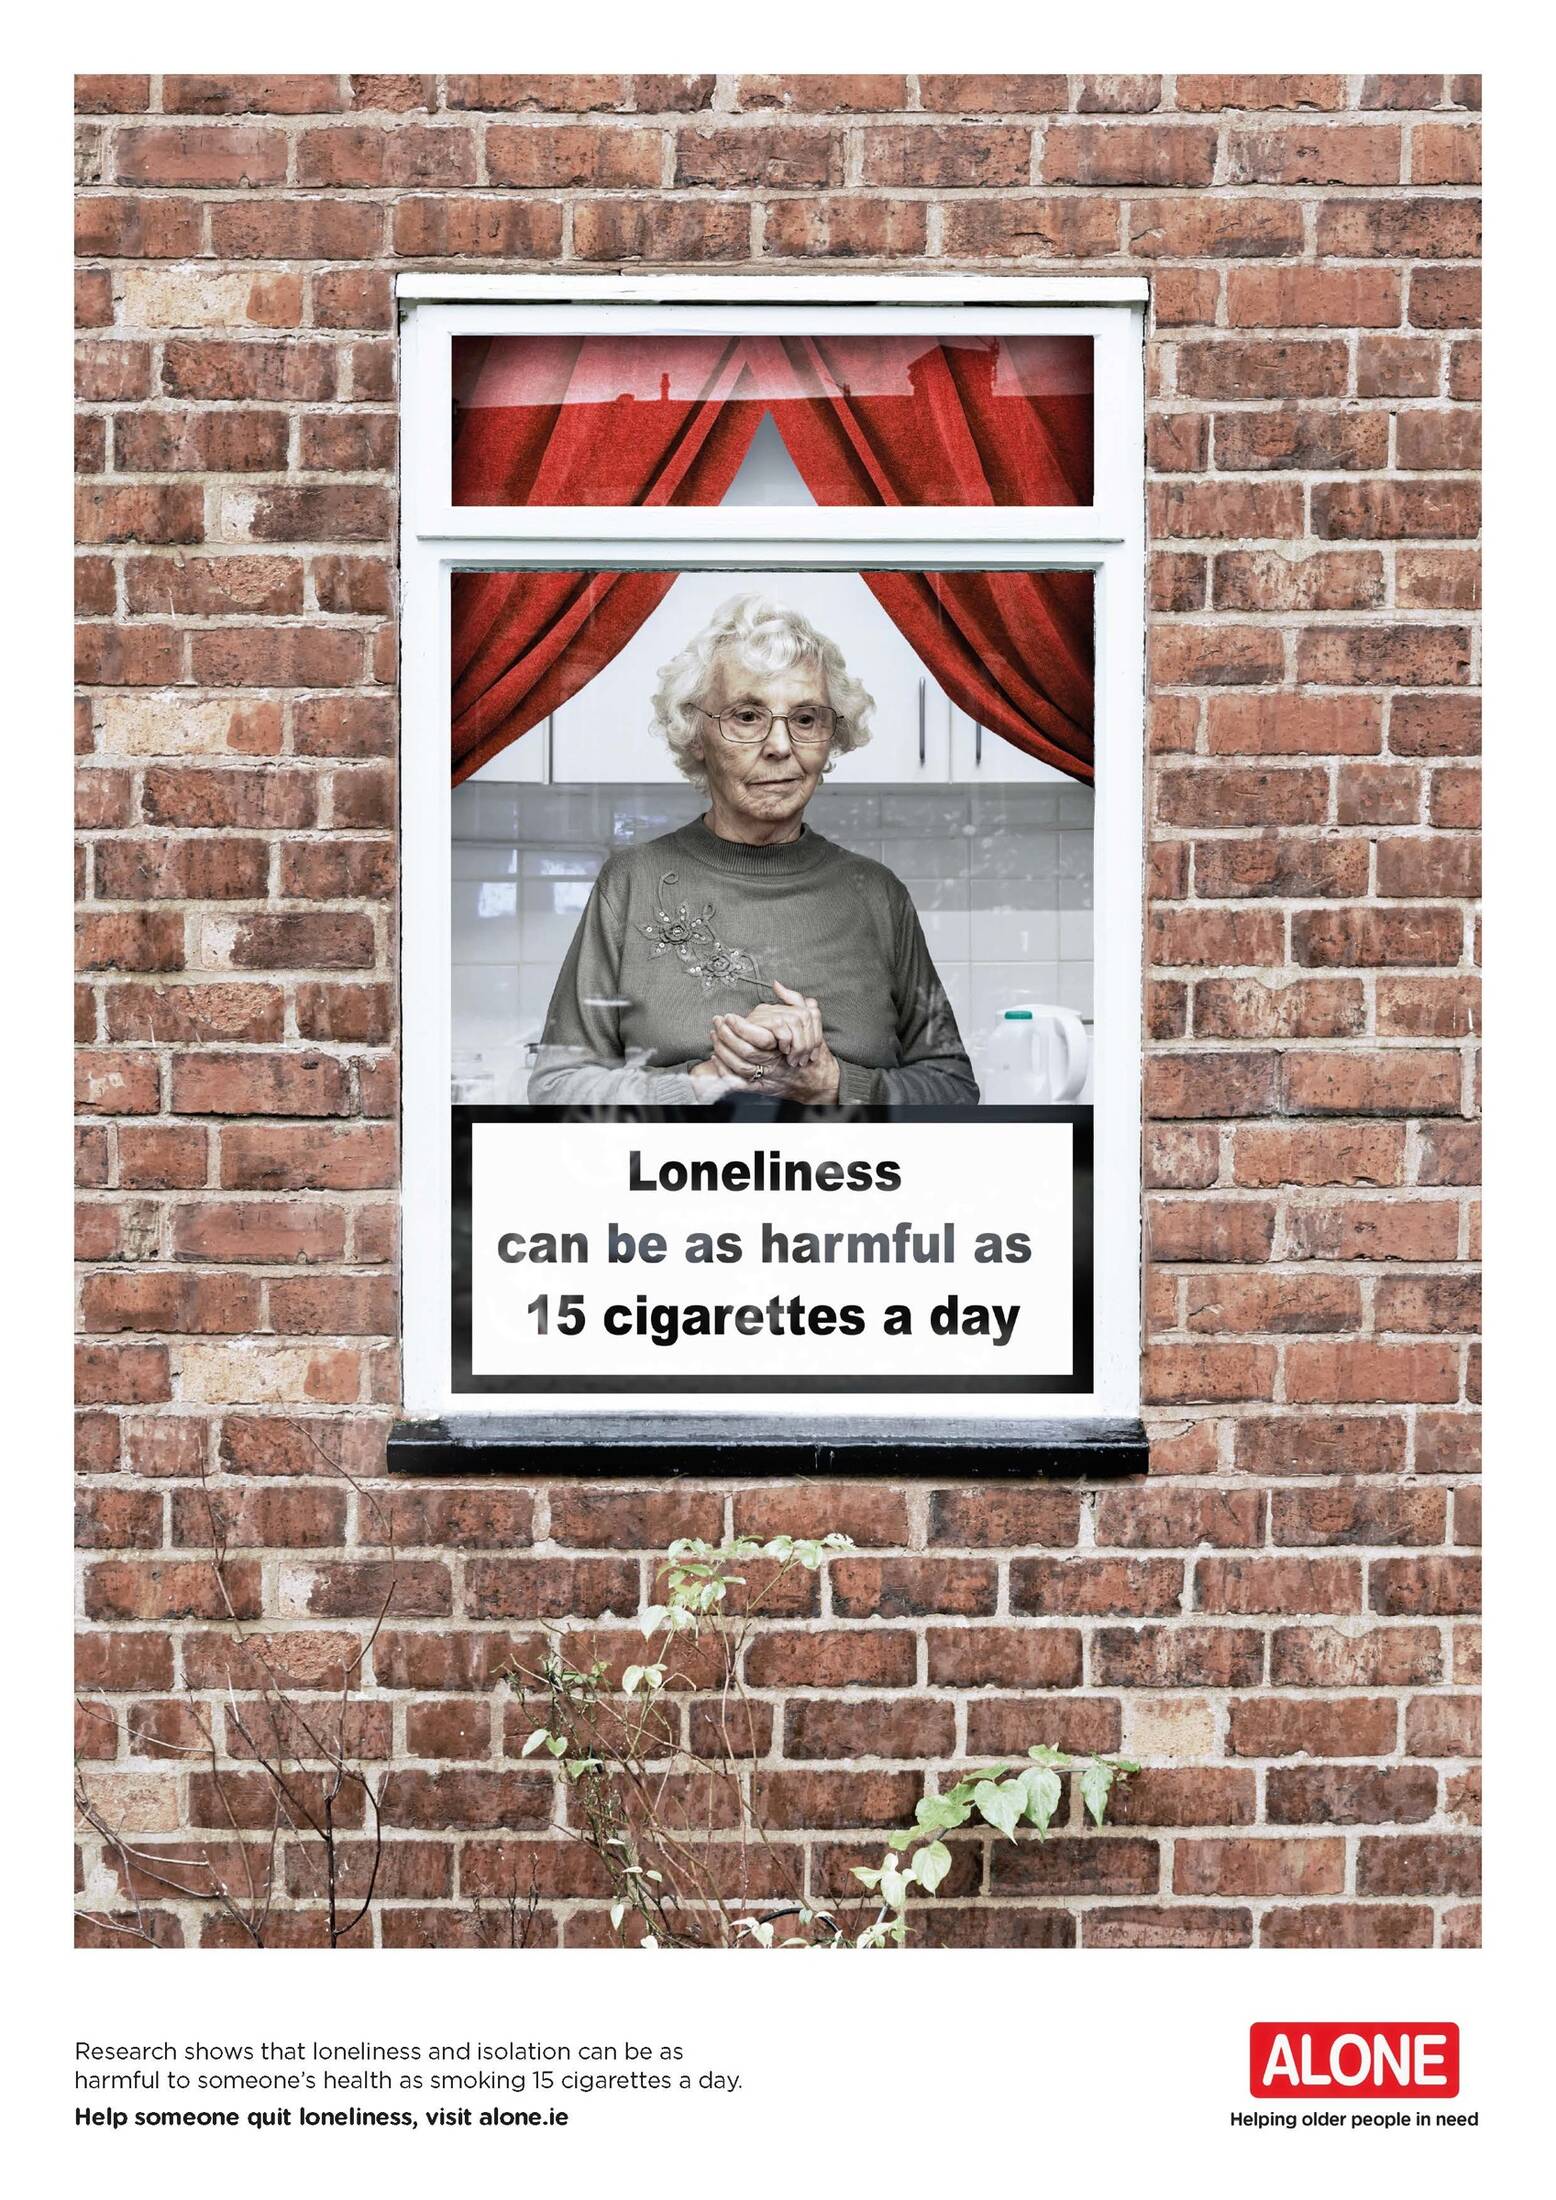 Loneliness
can be as harmful as
15 cigarettes a day
Research shows that loneliness and isolation can be as
harmful to someone's health as smoking 15 cigarettes a day.
Help someone quit loneliness, visit alone.ie
ALONE
Helping older people in need